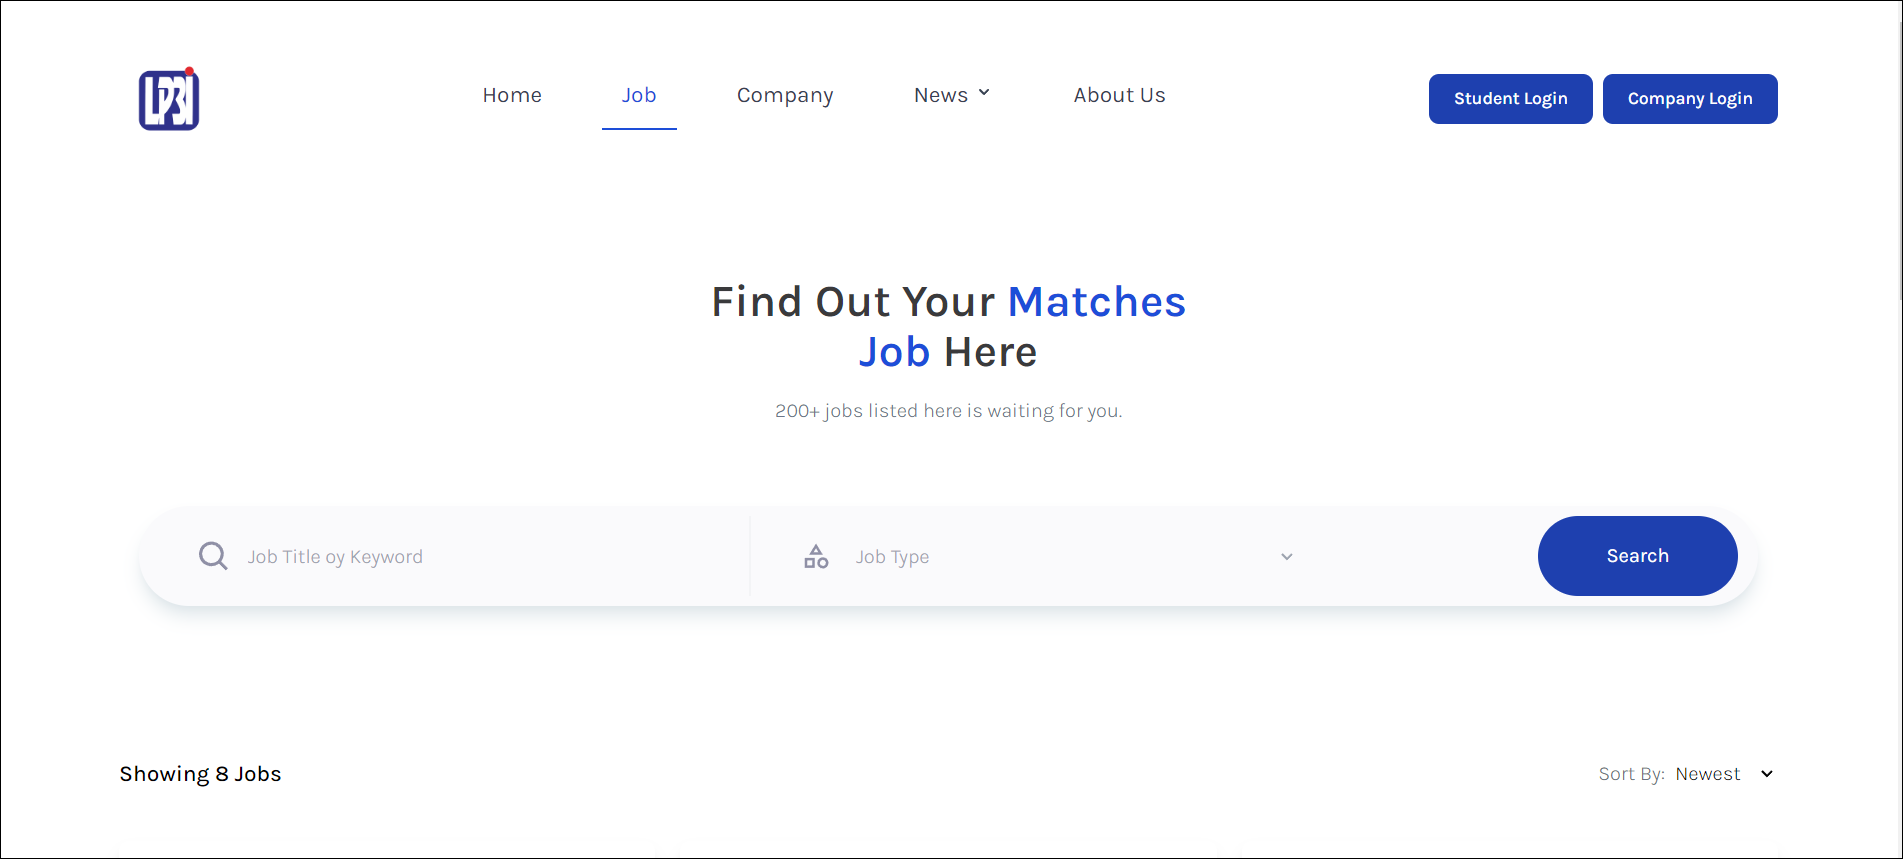 LP3I
Home
Job
Company
News
About Us
Student Login
Company Login
Find Out Your Matches
Job Here
200+ jobs listed here is waiting for you.
Job Title oy Keyword
Job Type
Search
Showing 8 Jobs
Sort By: Newest